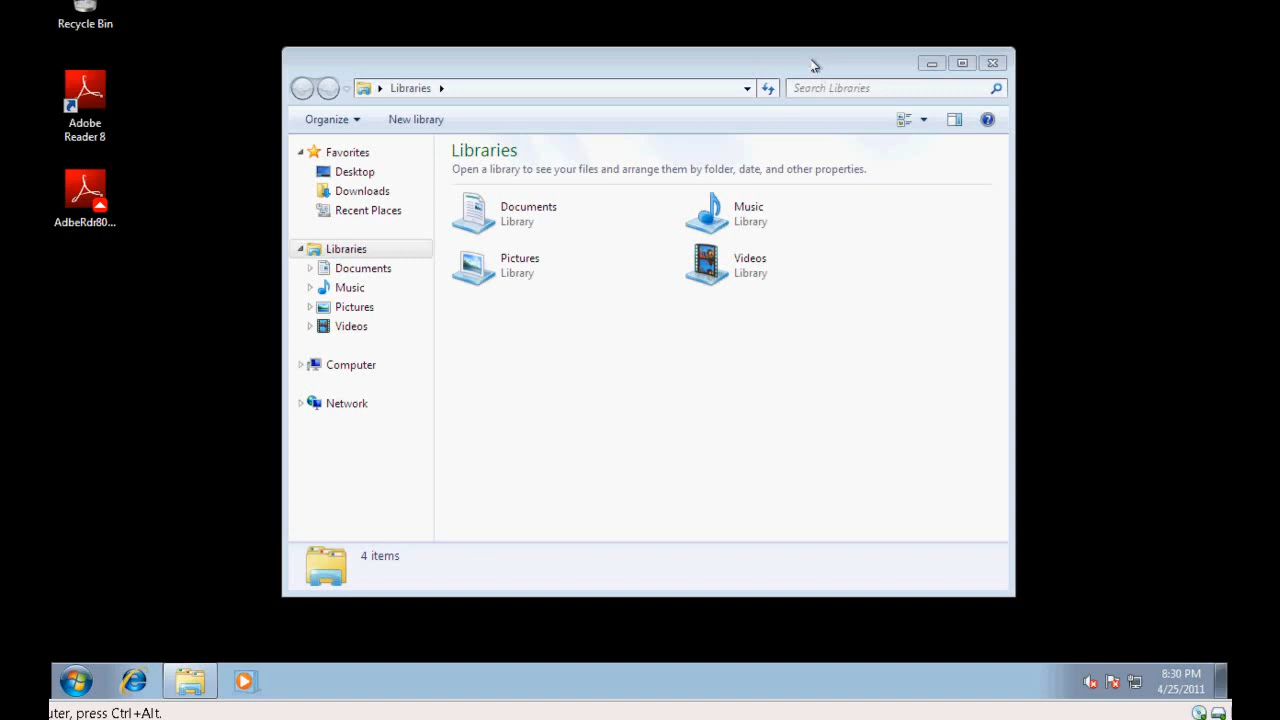 Recycle Bin
Adobe
Reader 8
AdbeRdr80...
Libraries
Search Libraries
Organize
New library
Favorites
Desktop
Downloads
Recent Places
Libraries
Documents
Music
Pictures
Videos
Computer
Network
Libraries
Open a library to see your files and arrange them by folder, date, and other properties.
Documents
Library
Music
Library
Pictures
Library
Videos
Library
4 items
8:30 PM
4/25/2011
uter, press Ctrl+Alt.